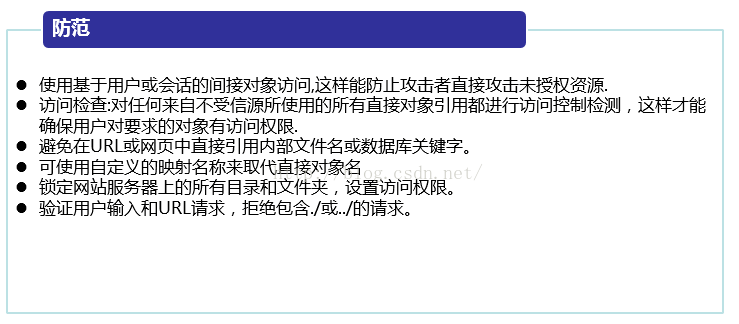 防范
● 使用基于用户或会话的间接对象访问,这样能防止攻击者直接攻击未授权资源.
● 访问检查:对任何来自不受信源所使用的所有直接对象引用都进行访问控制检测，这样才能
确保用户对要求的对象有访问权限.
● 避免在URL或网页中直接引用内部文件名或数据库关键字。
● 可使用自定义的映射名称来取代直接对象名
● 锁定网站服务器上的所有目录和文件夹，设置访问权限。
● 验证用户输入和URL请求，拒绝包含./或../的请求。